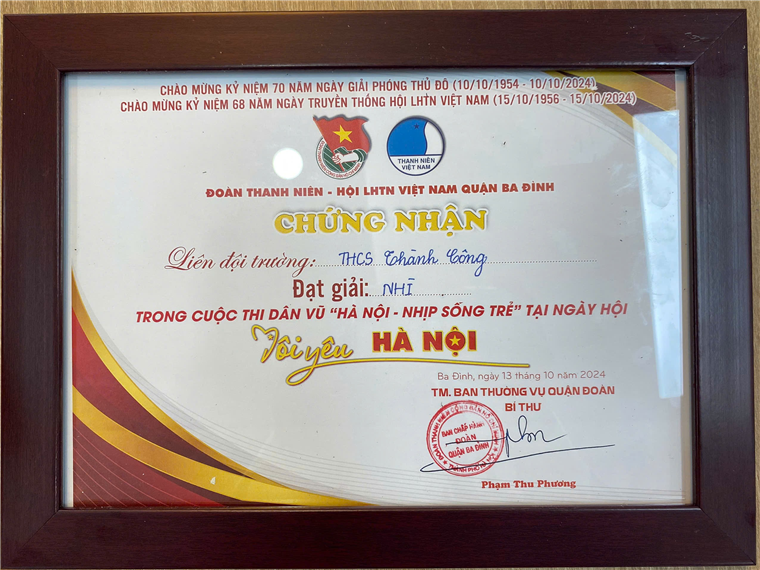 CHÀO MỪNG KỶ NIỆM 70 NĂM NGÀY GIẢI PHÓNG THỦ ĐÔ (10/10/1954 - 10/10/2024)
CHÀO MỪNG KỶ NIỆM 68 NĂM NGÀY TRUYỀN THỐNG HỘI LHTN VIỆT NAM (15/10/1956 - 15/10/2024)
THANH NIÊN
VIỆT NAM
ĐOÀN THANH NIÊN - HỘI LHTN VIỆT NAM QUẬN BA ĐÌNH
CHỨNG NHẬN
Liên đội trường: THCS Thành Công
Đạt giải: NHÌ
TRONG CUỘC THI DÂN VŨ “HÀ NỘI - NHỊP SỐNG TRẺ” TẠI NGÀY HỘI
Tôi yêu HÀ NỘI
Ba Đình, ngày 13 tháng 10 năm 2024
TM. BAN THƯỜNG VỤ QUẬN ĐOÀN
BÍ THƯ
BAN CHẤP HÀNH
ĐOÀN
QUẬN BA ĐÌNH
Phạm Thu Phương